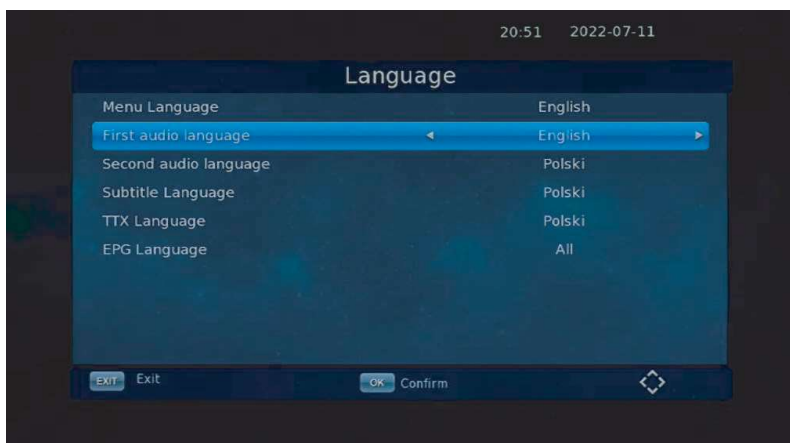 20:51 2022-07-11
Language
Menu Language English
First audio language English
Second audio language Polski
Subtitle Language Polski
TTX Language Polski
EPG Language All
EXIT Exit OK Confirm